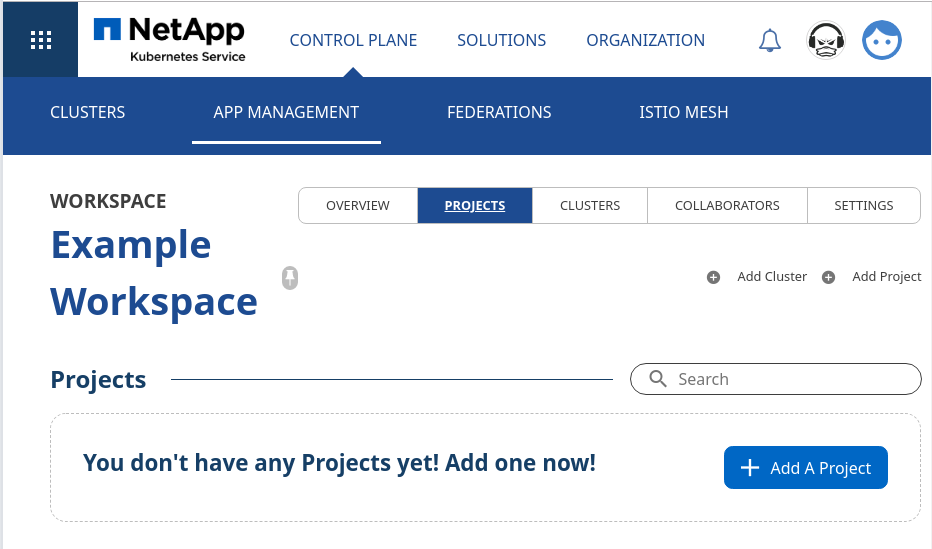 NetApp
Kubernetes Service
CONTROL PLANE SOLUTIONS ORGANIZATION
CLUSTERS APP MANAGEMENT FEDERATIONS ISTIO MESH
WORKSPACE
Example
Workspace
OVERVIEW PROJECTS CLUSTERS COLLABORATORS SETTINGS
Add Cluster Add Project
Projects
Search
You don't have any Projects yet! Add one now!
Add A Project